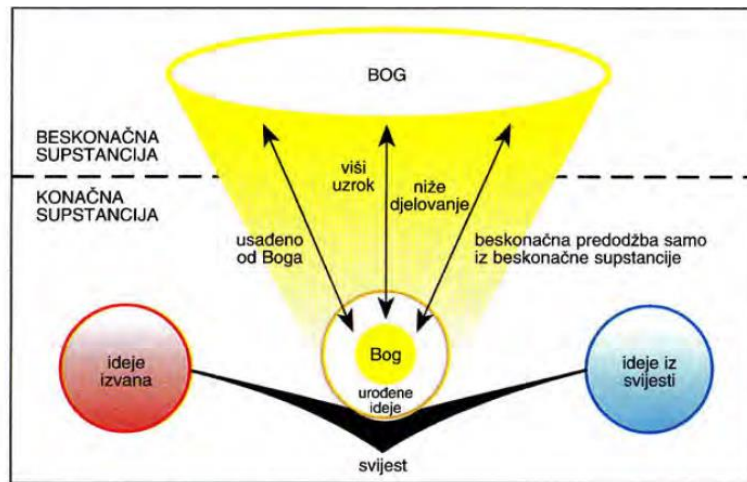 BOG
BESKONAČNA
SUPSTANCIJA
KONAČNA
SUPSTANCIJA
viši
uzrok
niže
djelovanje
usađeno
od Boga
beskonačna predodžba samo
iz beskonačne supstancije
ideje
izvana
Bog
urođene
ideje
ideje iz
svijesti
svijest